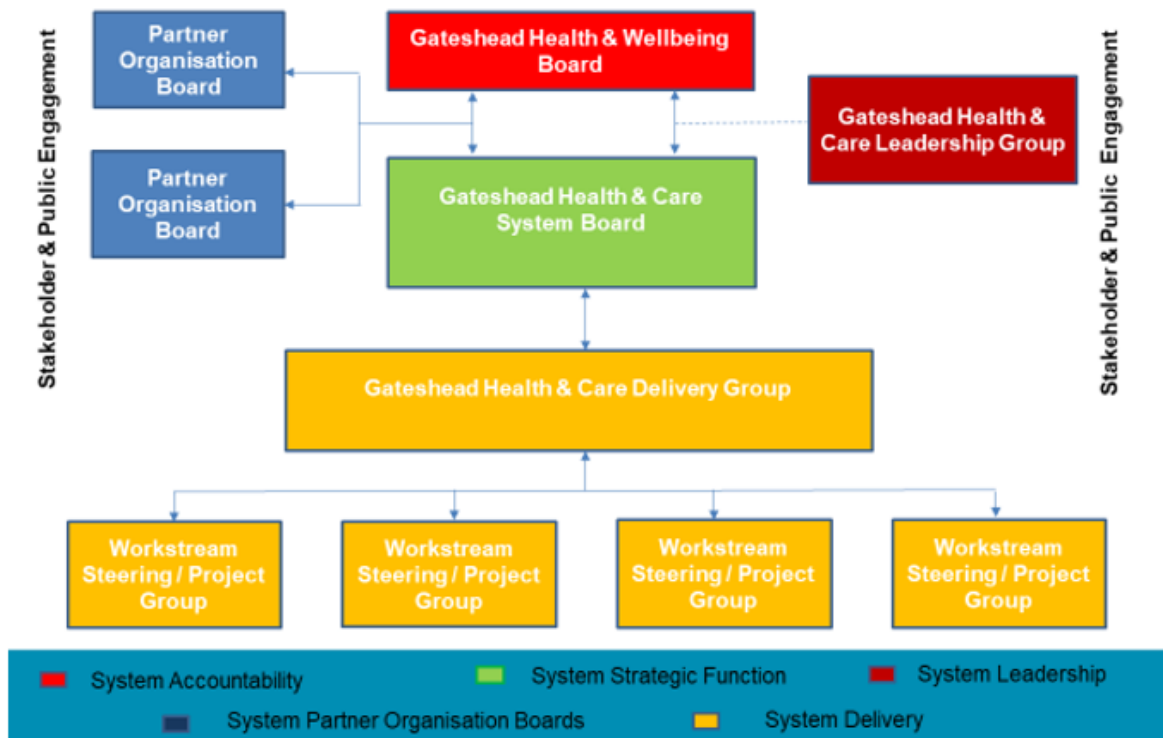 Stakeholder & Public Engagement
Partner
Organisation
Board
Gateshead Health & Wellbeing
Board
Gateshead Health &
Care Leadership Group
Stakeholder & Public Engagement
Partner
Organisation
Board
Gateshead Health & Care
System Board
Gateshead Health & Care Delivery Group
Workstream
Steering / Project
Group
Workstream
Steering / Project
Group
Workstream
Steering / Project
Group
Workstream
Steering / Project
Group
System Accountability
System Strategic Function
System Leadership
System Partner Organisation Boards
System Delivery